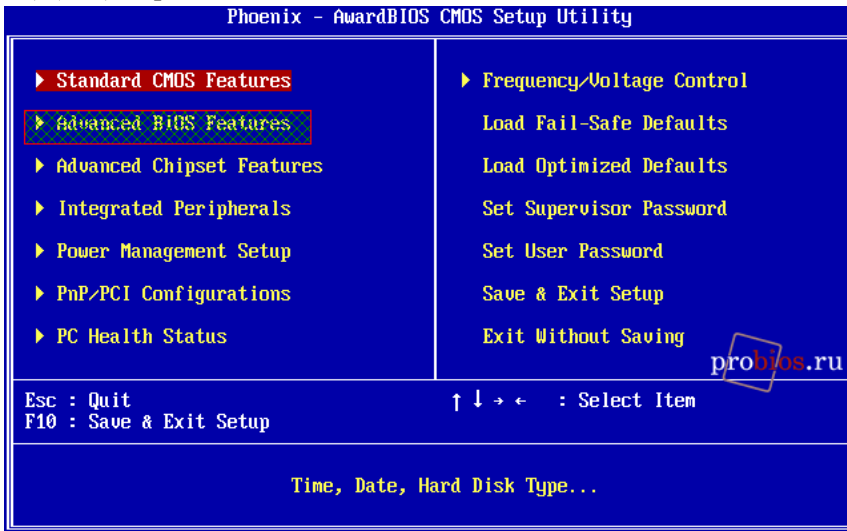 Phoenix - AwardBIOS CMOS Setup Utility
Standard CMOS Features
Advanced BIOS Features
Advanced Chipset Features
Integrated Peripherals
Power Management Setup
PnP/PCI Configurations
PC Health Status
Frequency/Voltage Control
Load Fail-Safe Defaults
Load Optimized Defaults
Set Supervisor Password
Set User Password
Save & Exit Setup
Exit Without Saving
probios.ru
Esc : Quit
F10 : Save & Exit Setup
↑ ↓ → ← : Select Item
Time, Date, Hard Disk Type...